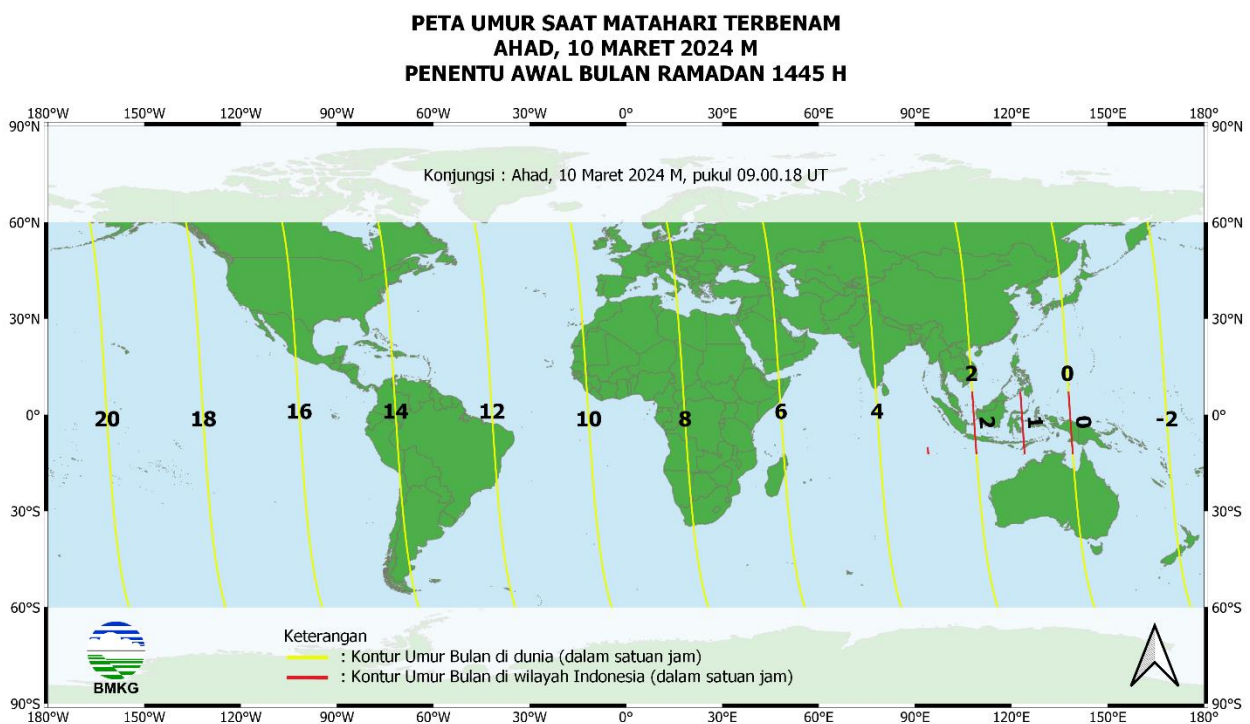 PETA UMUR SAAT MATAHARI TERBENAM
AHAD, 10 MARET 2024 M
PENENTU AWAL BULAN RAMADAN 1445 H
180°W 150°W 120°W 90°W 60°W 30°W 0° 30°E 60°E 90°E 120°E 150°E 180°
90°N 90°N
Konjungsi : Ahad, 10 Maret 2024 M, pukul 09.00.18 UT
60°N 60°N
30°N 30°N
2 0
0° 20 18 16 14 12 10 8 6 4 2 1 0 -2 0°
30°S 30°S
60°S 60°S
Keterangan
: Kontur Umur Bulan di dunia (dalam satuan jam)
: Kontur Umur Bulan di wilayah Indonesia (dalam satuan jam)
BMKG
90°S 90°S
180°W 150°W 120°W 90°W 60°W 30°W 0° 30°E 60°E 90°E 120°E 150°E 180°